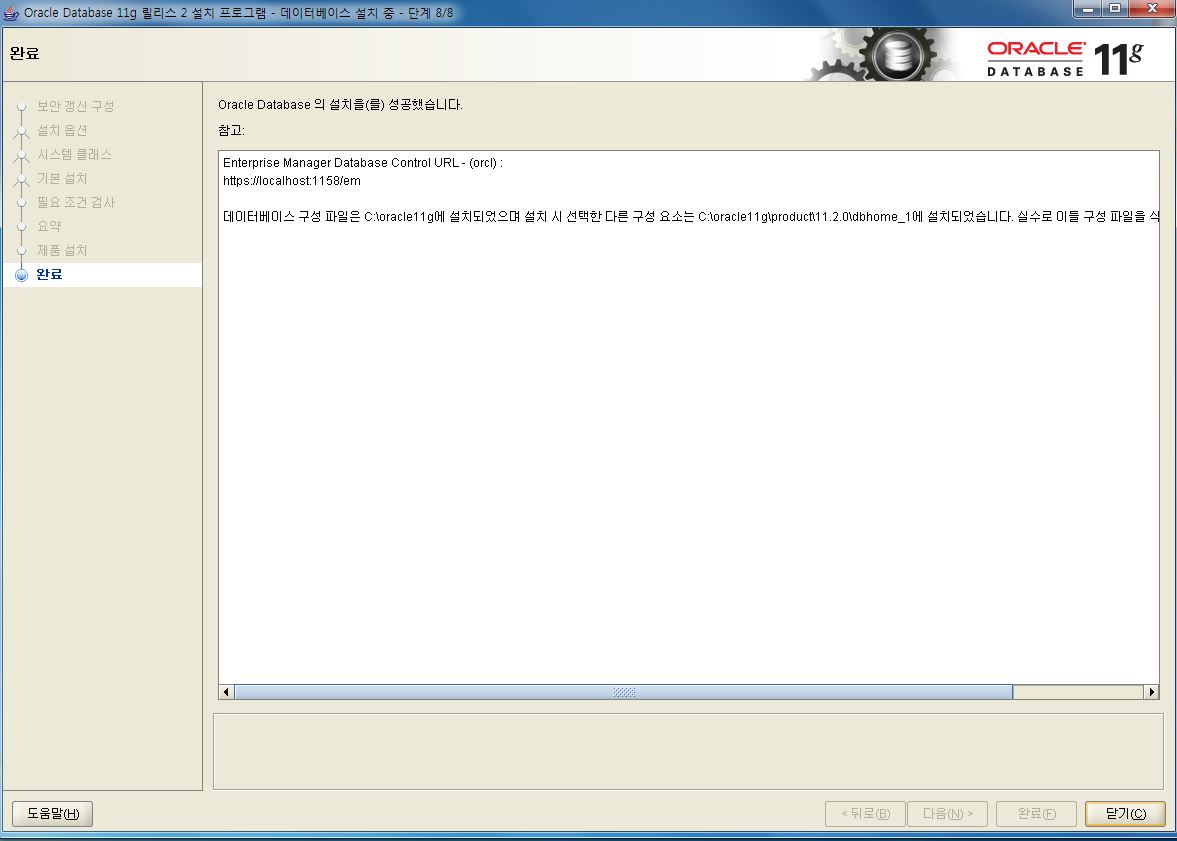 Oracle Database 11g 릴리스 2 설치 프로그램 - 데이터베이스 설치 중 - 단계 8/8
완료
ORACLE
DATABASE
11g
보안 갱신 구성
설치 옵션
시스템 클래스
기본 설치
필요 조건 검사
요약
제품 설치
완료
Oracle Database 의 설치을(를) 성공했습니다.
참고:
Enterprise Manager Database Control URL - (orcl) :
https://localhost:1158/em
데이터베이스 구성 파일은 C:\oracle11g에 설치되었으며 설치 시 선택한 다른 구성 요소는 C:\oracle11g\product\11.2.0\dbhome_1에 설치되었습니다. 실수로 이들 구성 파일을 삭
도움말(H)
< 뒤로(B)
다음(N) >
완료(F)
닫기(C)